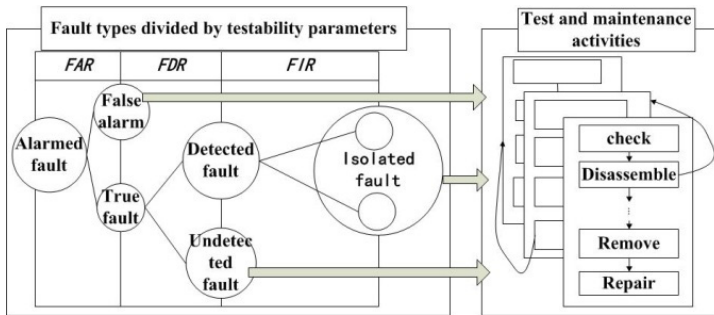 Fault types divided by testability parameters
FAR
FDR
FIR
False
alarm
Alarmed
fault
True
fault
Detected
fault
Undetec
ted
fault
Isolated
fault
Test and maintenance
activities
check
Disassemble
Remove
Repair